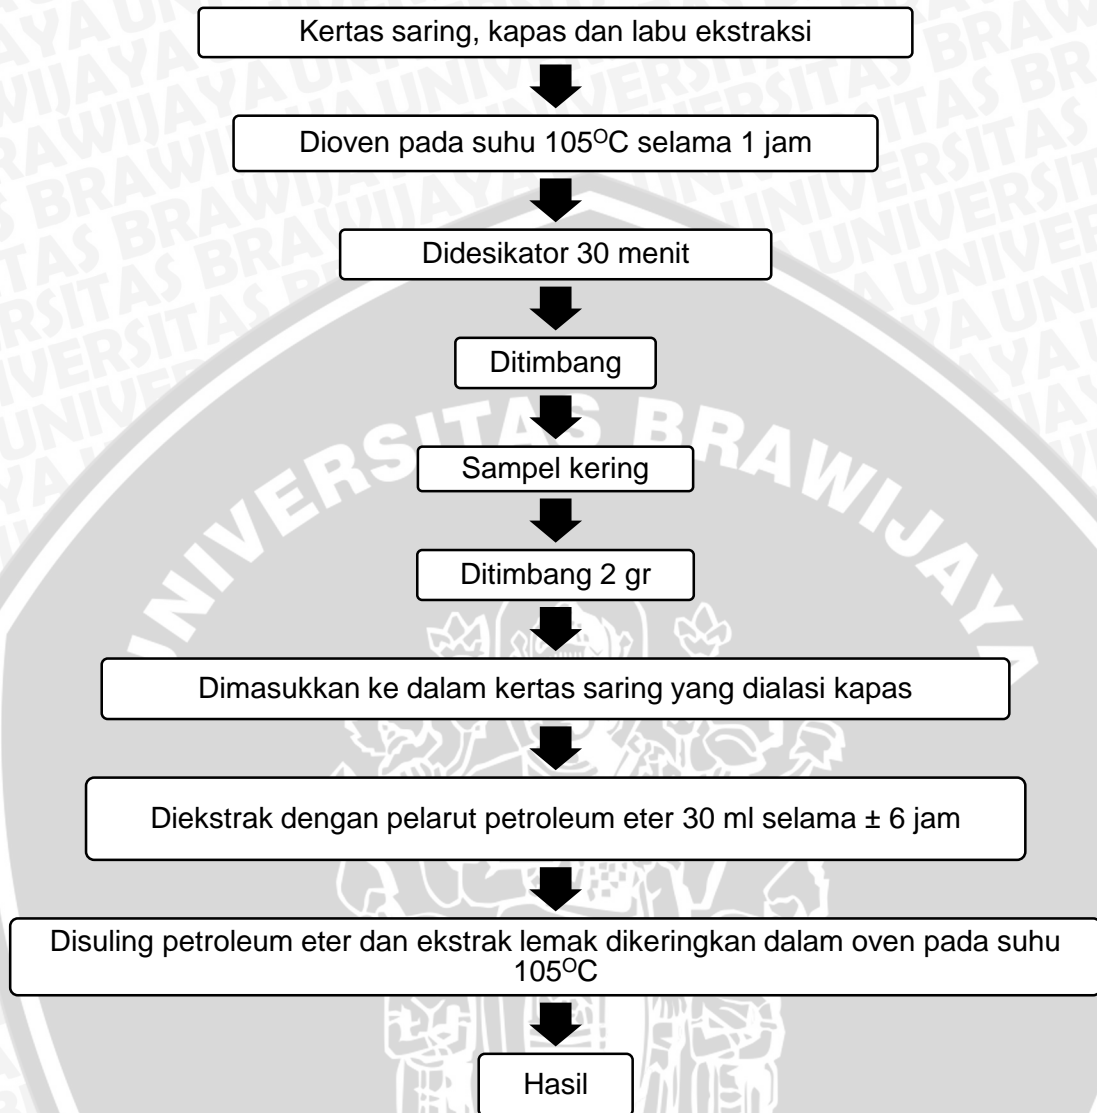 Kertas saring, kapas dan labu ekstraksi
Dioven pada suhu 105ᴼC selama 1 jam
Didesikator 30 menit
Ditimbang
UNIVERSITAS BRAWIJAYA
Sampel kering
Ditimbang 2 gr
Dimasukkan ke dalam kertas saring yang dialasi kapas
Diekstrak dengan pelarut petroleum eter 30 ml selama ± 6 jam
Disuling petroleum eter dan ekstrak lemak dikeringkan dalam oven pada suhu
105ᴼC
Hasil